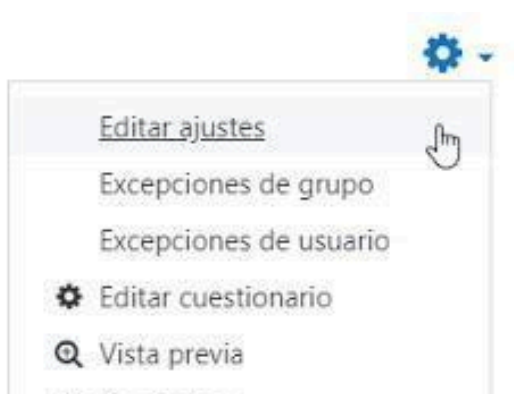 Editar ajustes
Excepciones de grupo
Excepciones de usuario
Editar cuestionario
Vista previa